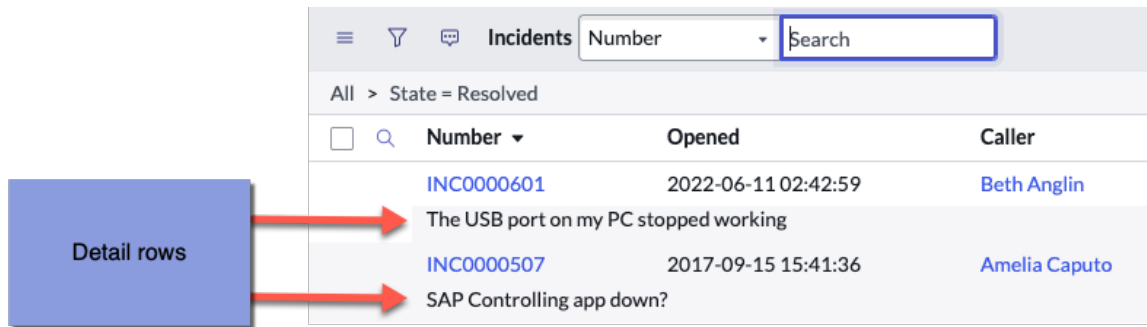 Incidents Number Search
All > State = Resolved
Number Opened Caller
INC0000601 2022-06-11 02:42:59 Beth Anglin
The USB port on my PC stopped working
Detail rows
INC0000507 2017-09-15 15:41:36 Amelia Caputo
SAP Controlling app down?